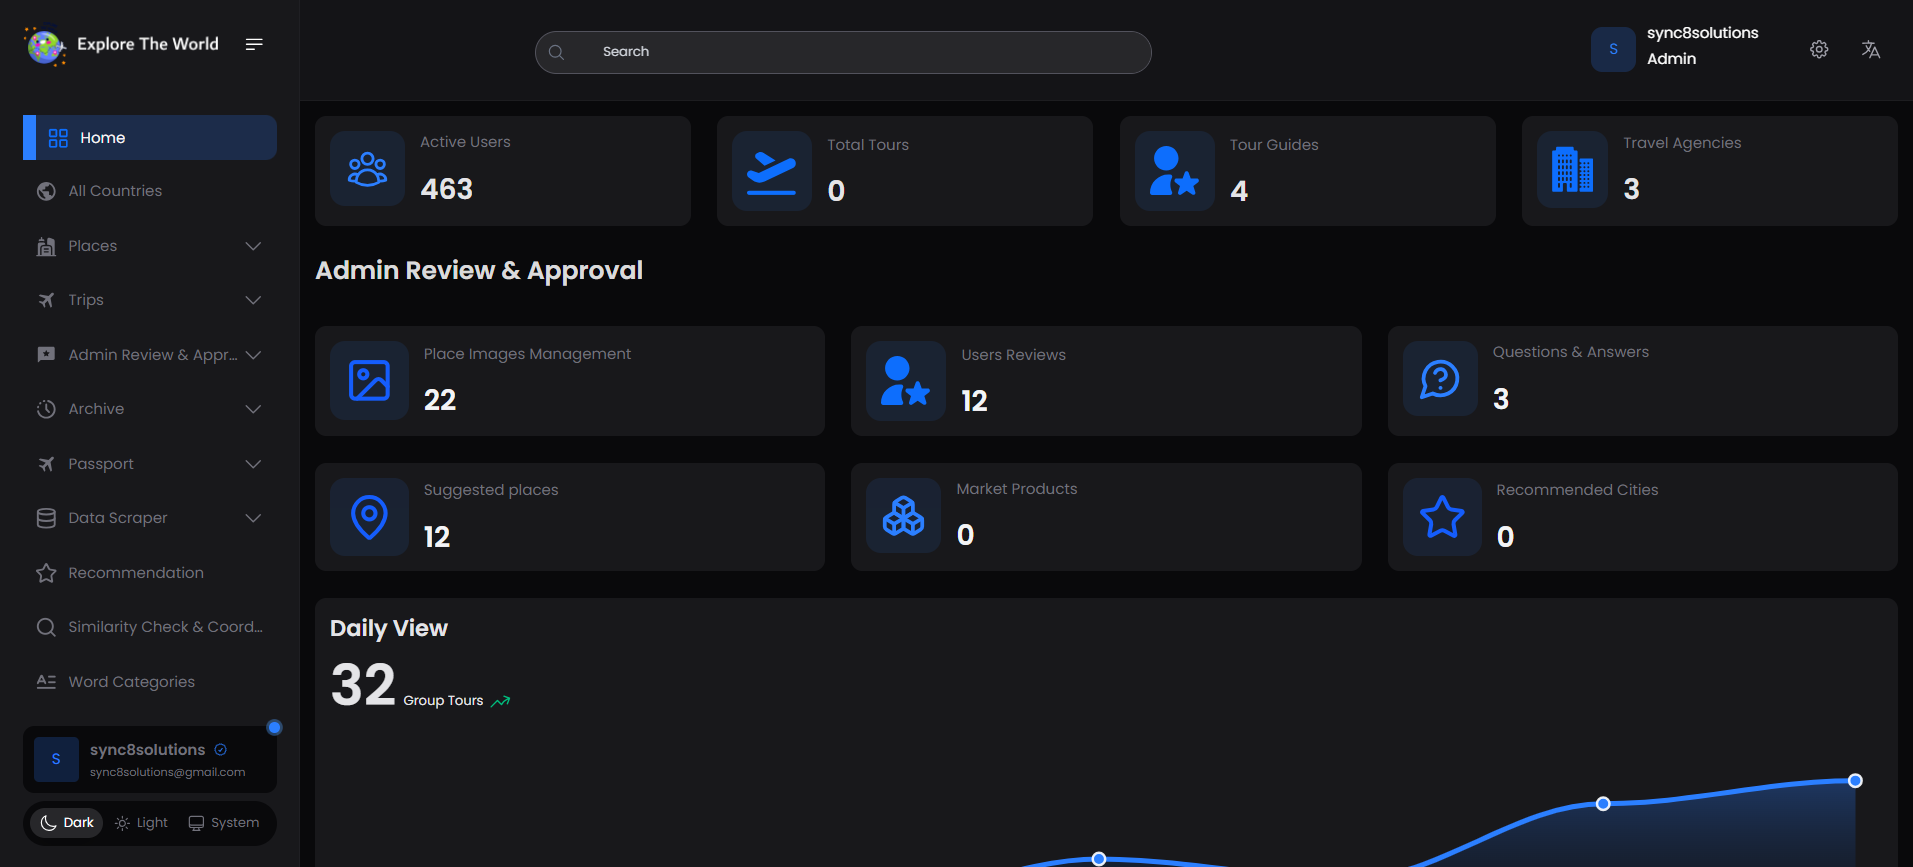 Explore The World
Search
sync8solutions
Admin
S
Home
All Countries
Places
Trips
Admin Review & Appr...
Archive
Passport
Data Scraper
Recommendation
Similarity Check & Coord...
Word Categories
S
sync8solutions
sync8solutions@gmail.com
Dark
Light
System
Active Users
463
Total Tours
0
Tour Guides
4
Travel Agencies
3
Admin Review & Approval
Place Images Management
22
Users Reviews
12
Questions & Answers
3
Suggested places
12
Market Products
0
Recommended Cities
0
Daily View
32 Group Tours